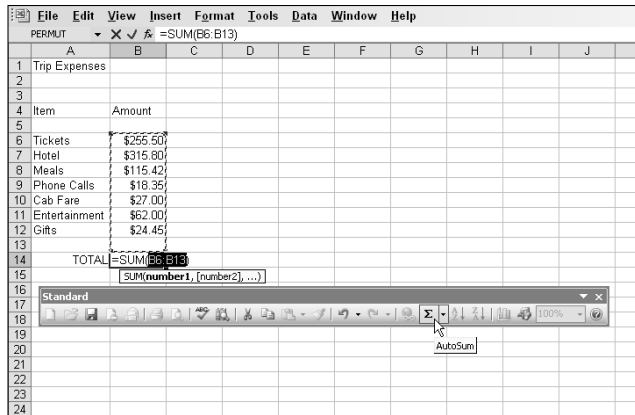 File Edit View Insert Format Tools Data Window Help
PERMUT =SUM(B6:B13)
A B C D E F G H I J
1 Trip Expenses
2
3
4 Item Amount
5
6 Tickets $255.50
7 Hotel $315.80
8 Meals $115.42
9 Phone Calls $18.35
10 Cab Fare $27.00
11 Entertainment $62.00
12 Gifts $24.45
13
14 TOTAL =SUM(B6:B13)
15 SUM(number1, [number2], ...)
16
Standard
17
18 ABC Σ 100%
19
20 AutoSum
21
22
23
24